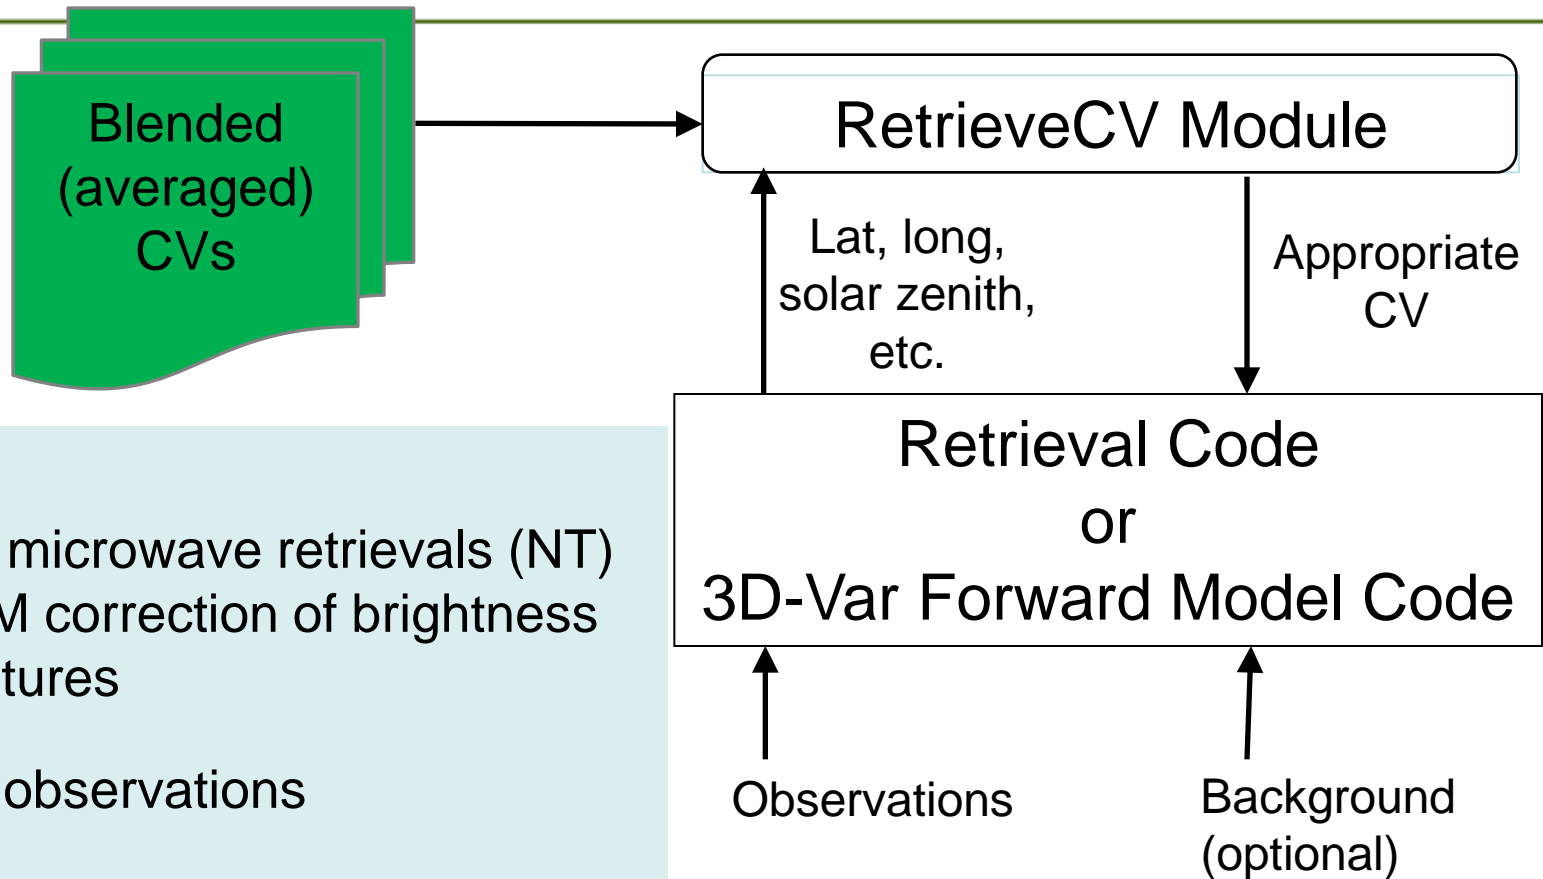 Blended
(averaged)
CVs
RetrieveCV Module
Lat, long,
solar zenith,
etc.
Appropriate
CV
Retrieval Code
or
3D-Var Forward Model Code
microwave retrievals (NT)
M correction of brightness
tures
observations
Observations
Background
(optional)